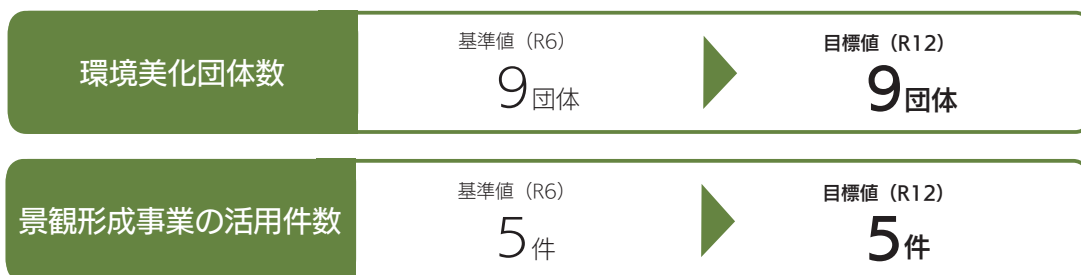 環境美化団体数
基準値（R6）
9団体
目標値（R12）
9団体
景観形成事業の活用件数
基準値（R6）
5件
目標値（R12）
5件